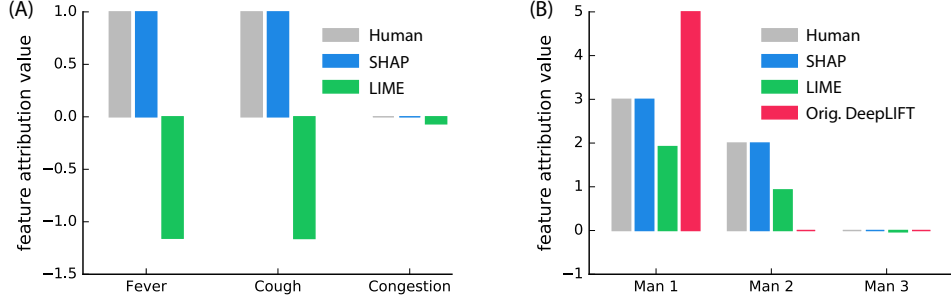 (A)
feature attribution value
1.0
0.5
0.0
−0.5
−1.0
−1.5
Human
SHAP
LIME
Fever
Cough
Congestion
(B)
feature attribution value
5
4
3
2
1
0
−1
Human
SHAP
LIME
Orig. DeepLIFT
Man 1
Man 2
Man 3